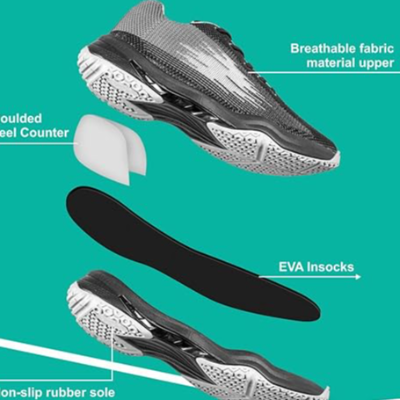 Breathable fabric
material upper
oulded
eel Counter
EVA Insocks
on-slip rubber sole